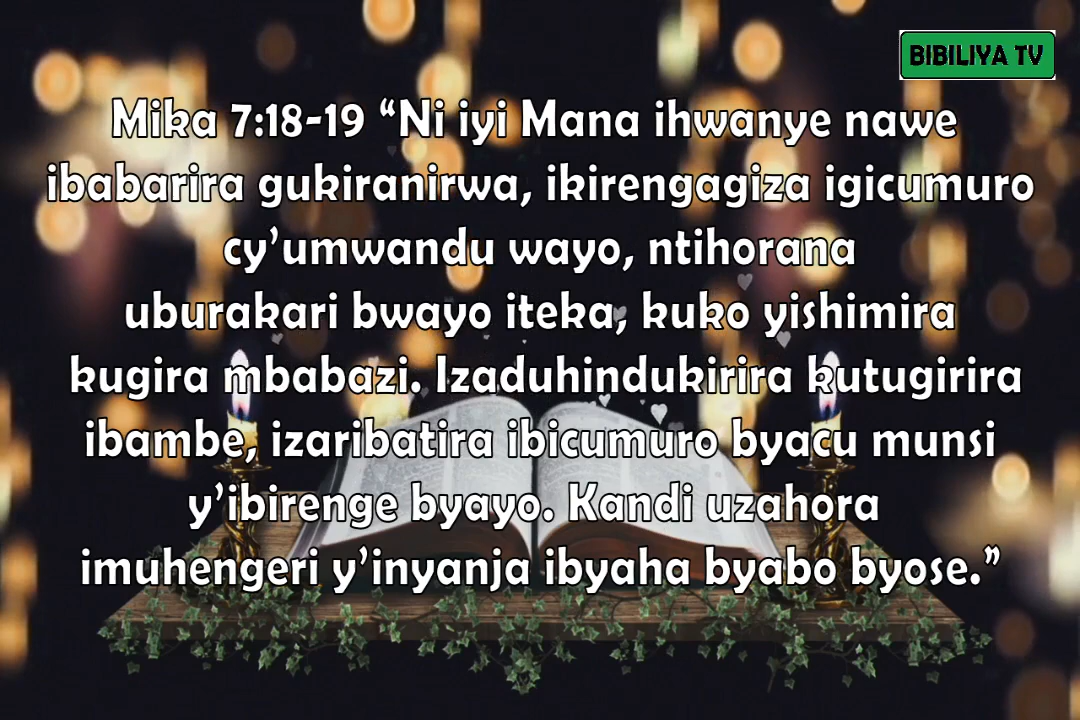 BIBILIYA TV
Mika 7:18-19 “Ni iyi Mana ihwanye nawe
ibabarira gukiranirwa, ikirengagiza igicumuro
cy’umwandu wayo, ntihorana
uburakari bwayo iteka, kuko yishimira
kugira mbabazi. Izaduhindukirira kutugirira
ibambe, izaribatira ibicumuro byacu munsi
y’ibirenge byayo. Kandi uzahora
imuhengeri y’inyanja ibyaha byabo byose.”